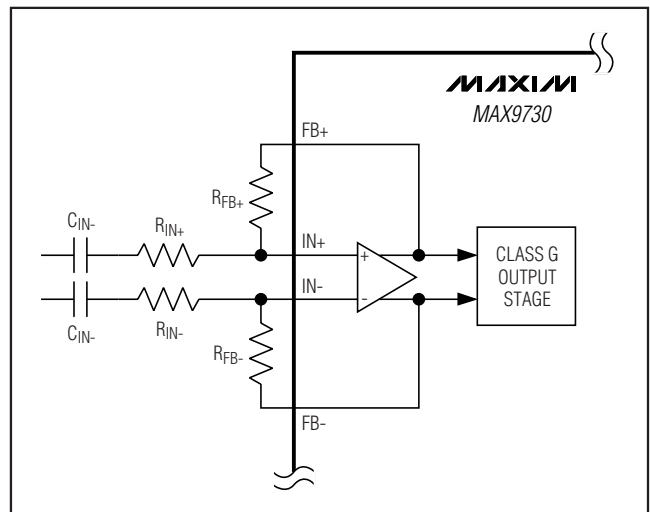 MAXIM
MAX9730
FB+
RFB+
CIN-
RIN+
IN+
+
CLASS G
OUTPUT
STAGE
IN-
-
CIN-
RIN-
RFB-
FB-